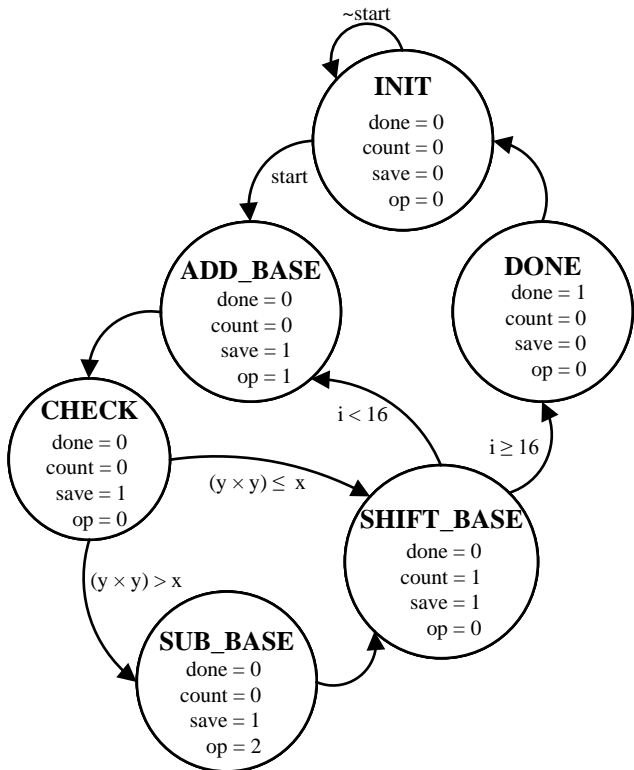 ~start
INIT
done = 0
count = 0
save = 0
op = 0
start
ADD_BASE
done = 0
count = 0
save = 1
op = 1
DONE
done = 1
count = 0
save = 0
op = 0
CHECK
done = 0
count = 0
save = 1
op = 0
i < 16
i ≥ 16
(y × y) ≤ x
SHIFT_BASE
done = 0
count = 1
save = 1
op = 0
(y × y) > x
SUB_BASE
done = 0
count = 0
save = 1
op = 2